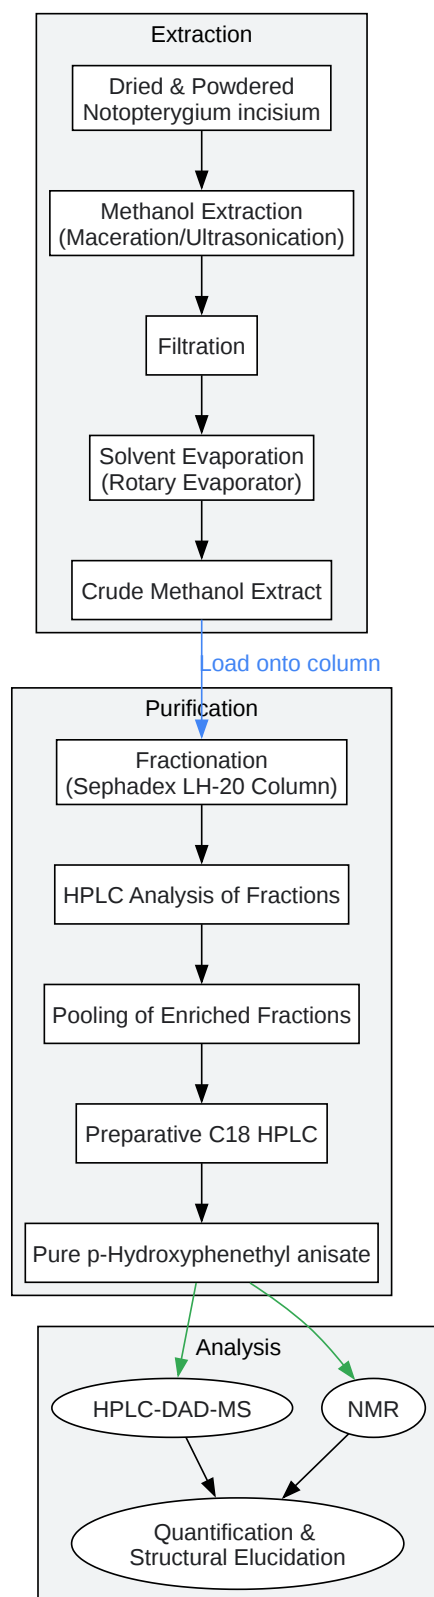 Extraction
Dried & Powdered
Notopterygium incisium
Methanol Extraction
(Maceration/Ultrasonication)
Filtration
Solvent Evaporation
(Rotary Evaporator)
Crude Methanol Extract
Load onto column
Purification
Fractionation
(Sephadex LH-20 Column)
HPLC Analysis of Fractions
Pooling of Enriched Fractions
Preparative C18 HPLC
Pure p-Hydroxyphenethyl anisate
Analysis
HPLC-DAD-MS
NMR
Quantification &
Structural Elucidation